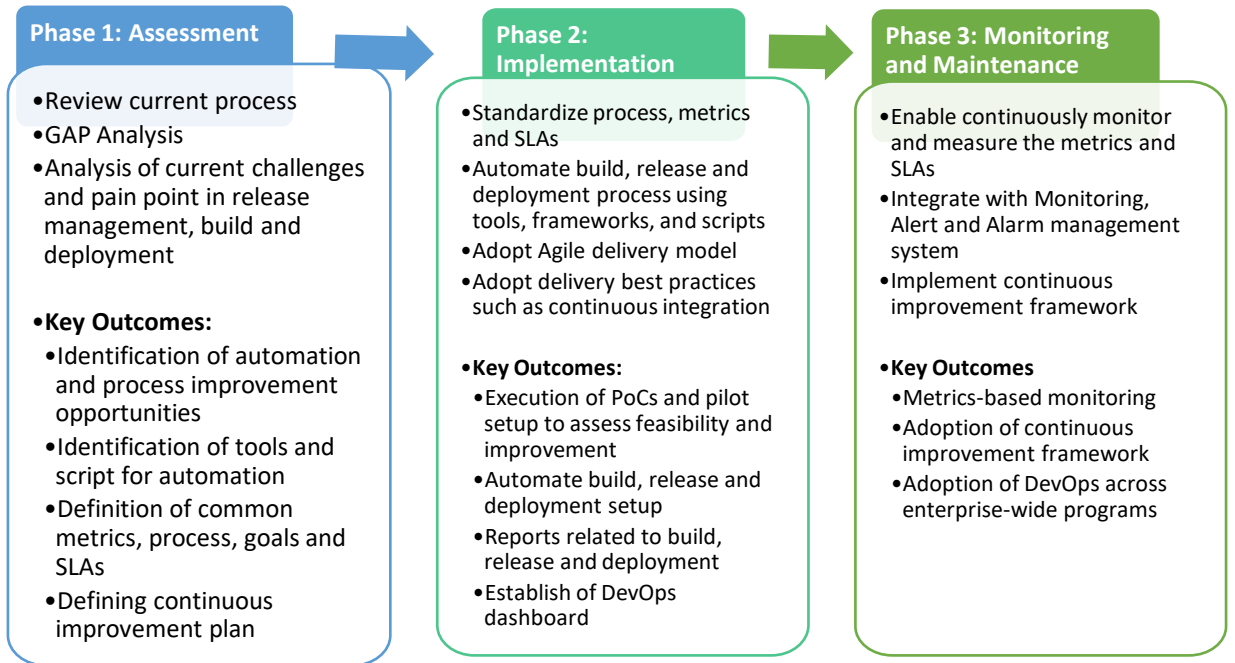 Phase 1: Assessment
•Review current process
•GAP Analysis
•Analysis of current challenges
and pain point in release
management, build and
deployment
•Key Outcomes:
•Identification of automation
and process improvement
opportunities
•Identification of tools and
script for automation
•Definition of common
metrics, process, goals and
SLAs
•Defining continuous
improvement plan
Phase 2:
Implementation
•Standardize process, metrics
and SLAs
•Automate build, release and
deployment process using
tools, frameworks, and scripts
•Adopt Agile delivery model
•Adopt delivery best practices
such as continuous integration
•Key Outcomes:
•Execution of PoCs and pilot
setup to assess feasibility and
improvement
•Automate build, release and
deployment setup
•Reports related to build,
release and deployment
•Establish of DevOps
dashboard
Phase 3: Monitoring
and Maintenance
•Enable continuously monitor
and measure the metrics and
SLAs
•Integrate with Monitoring,
Alert and Alarm management
system
•Implement continuous
improvement framework
•Key Outcomes
•Metrics-based monitoring
•Adoption of continuous
improvement framework
•Adoption of DevOps across
enterprise-wide programs